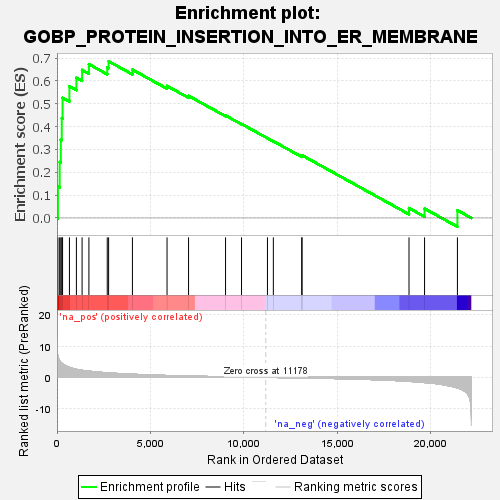 Enrichment plot:
GOBP_PROTEIN_INSERTION_INTO_ER_MEMBRANE
Enrichment score (ES)
0.7
0.6
0.5
0.4
0.3
0.2
0.1
0.0
'na_pos' (positively correlated)
Ranked list metric (PreRanked)
20
10
0
-10
Zero cross at 11178
'na_neg' (negatively correlated)
0
5,000
10,000
15,000
20,000
Rank in Ordered Dataset
Enrichment profile
Hits
Ranking metric scores